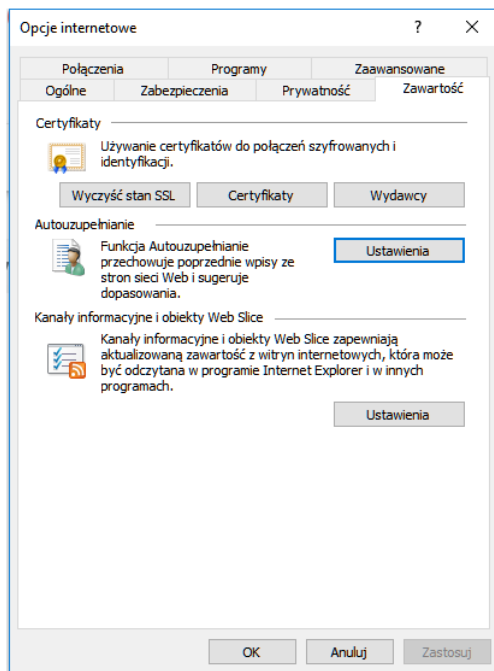 Opcje internetowe
Połączenia Programy Zaawansowane
Ogólne Zabezpieczenia Prywatność Zawartość
Certyfikaty
Używanie certyfikatów do połączeń szyfrowanych i
identyfikacji.
Wyczyść stan SSL Certyfikaty Wydawcy
Autouzupełnianie
Funkcja Autouzupełnianie
przechowuje poprzednie wpisy ze
stron sieci Web i sugeruje
dopasowania.
Ustawienia
Kanały informacyjne i obiekty Web Slice
Kanały informacyjne i obiekty Web Slice zapewniają
aktualizowaną zawartość z witryn internetowych, która może
być odczytana w programie Internet Explorer i w innych
programach.
Ustawienia
OK Anuluj Zastosuj